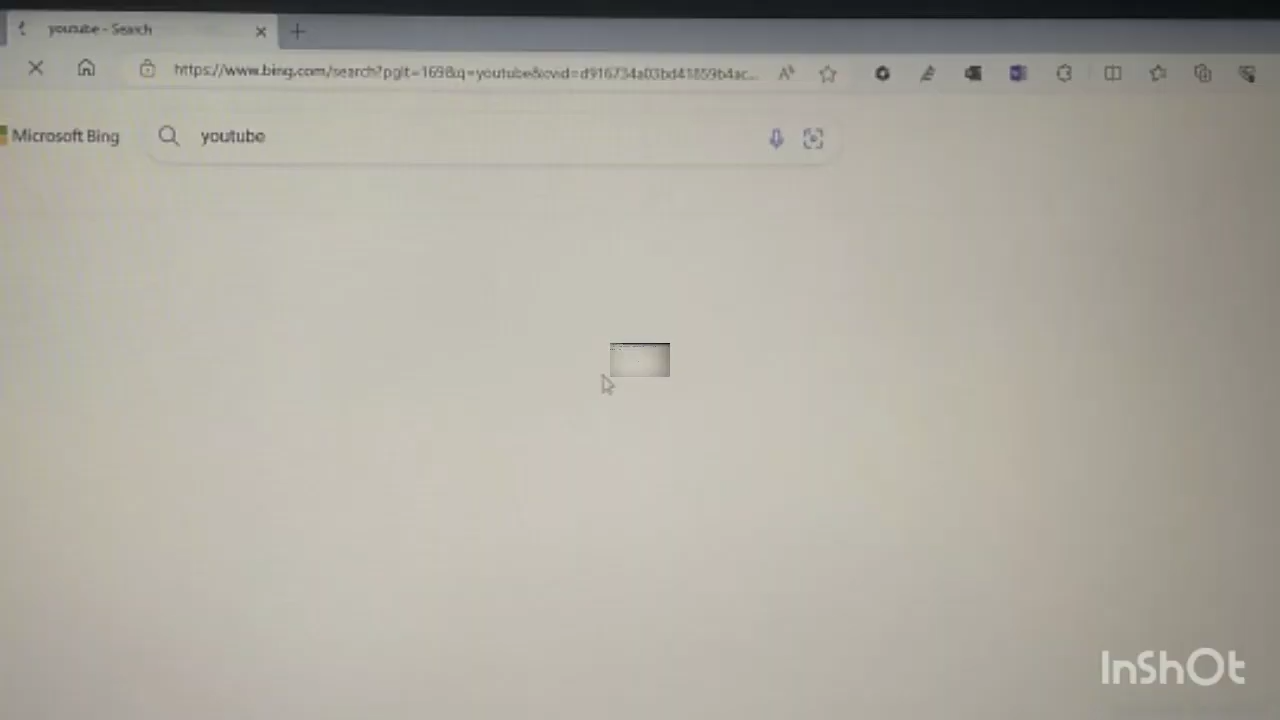 youtube - Search
https://www.bing.com/search?pglt=169&q=youtube&cvid=d916734a03bd41859b4ac...
Microsoft Bing
youtube
InShOt